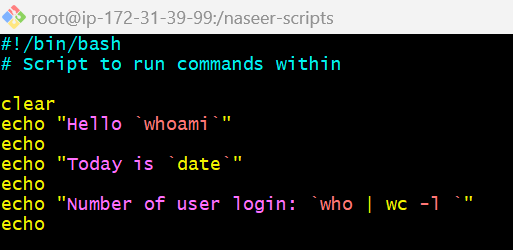 root@ip-172-31-39-99:/naseer-scripts
#!/bin/bash
# Script to run commands within
clear
echo "Hello `whoami`"
echo
echo "Today is `date`"
echo
echo "Number of user login: `who | wc -l `"
echo